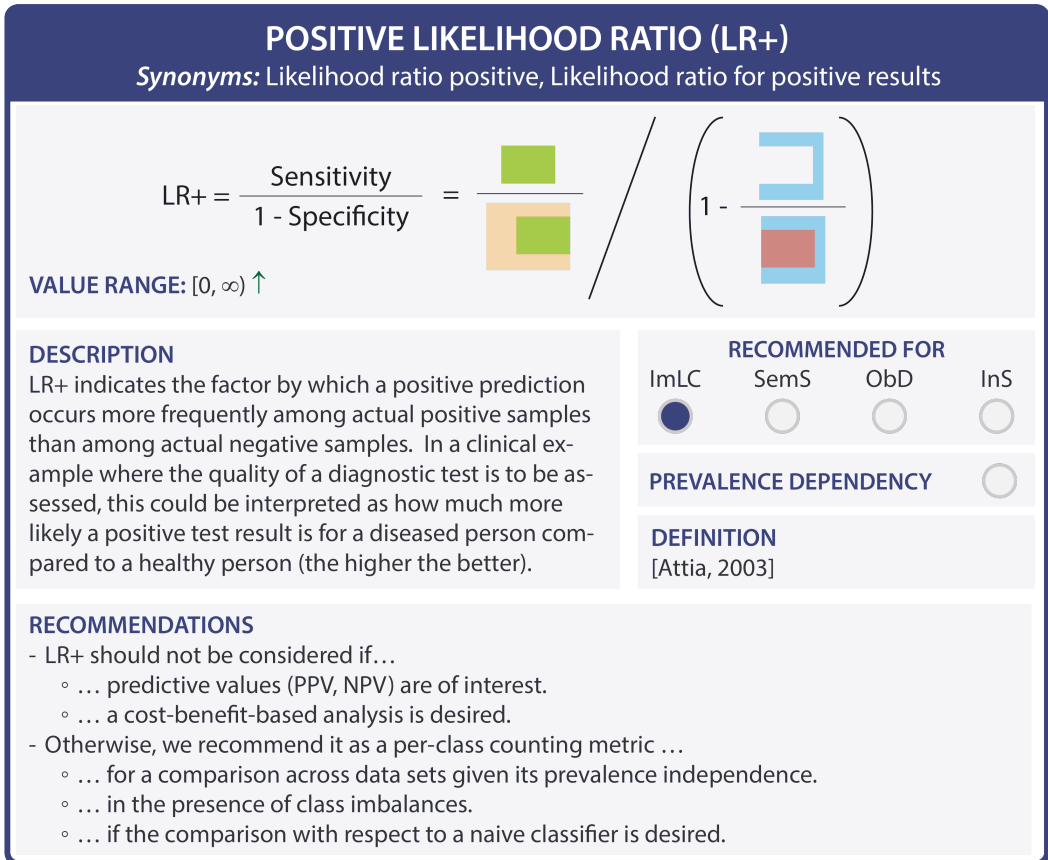 POSITIVE LIKELIHOOD RATIO (LR+)
Synonyms: Likelihood ratio positive, Likelihood ratio for positive results
LR+ = Sensitivity / 1 - Specificity = / ( 1 - )
VALUE RANGE: [0, ∞) ↑
DESCRIPTION
LR+ indicates the factor by which a positive prediction
occurs more frequently among actual positive samples
than among actual negative samples. In a clinical ex-
ample where the quality of a diagnostic test is to be as-
sessed, this could be interpreted as how much more
likely a positive test result is for a diseased person com-
pared to a healthy person (the higher the better).
RECOMMENDED FOR
ImLC SemS ObD InS
PREVALENCE DEPENDENCY
DEFINITION
[Attia, 2003]
RECOMMENDATIONS
- LR+ should not be considered if…
◦ … predictive values (PPV, NPV) are of interest.
◦ … a cost-benefit-based analysis is desired.
- Otherwise, we recommend it as a per-class counting metric …
◦ … for a comparison across data sets given its prevalence independence.
◦ … in the presence of class imbalances.
◦ … if the comparison with respect to a naive classifier is desired.